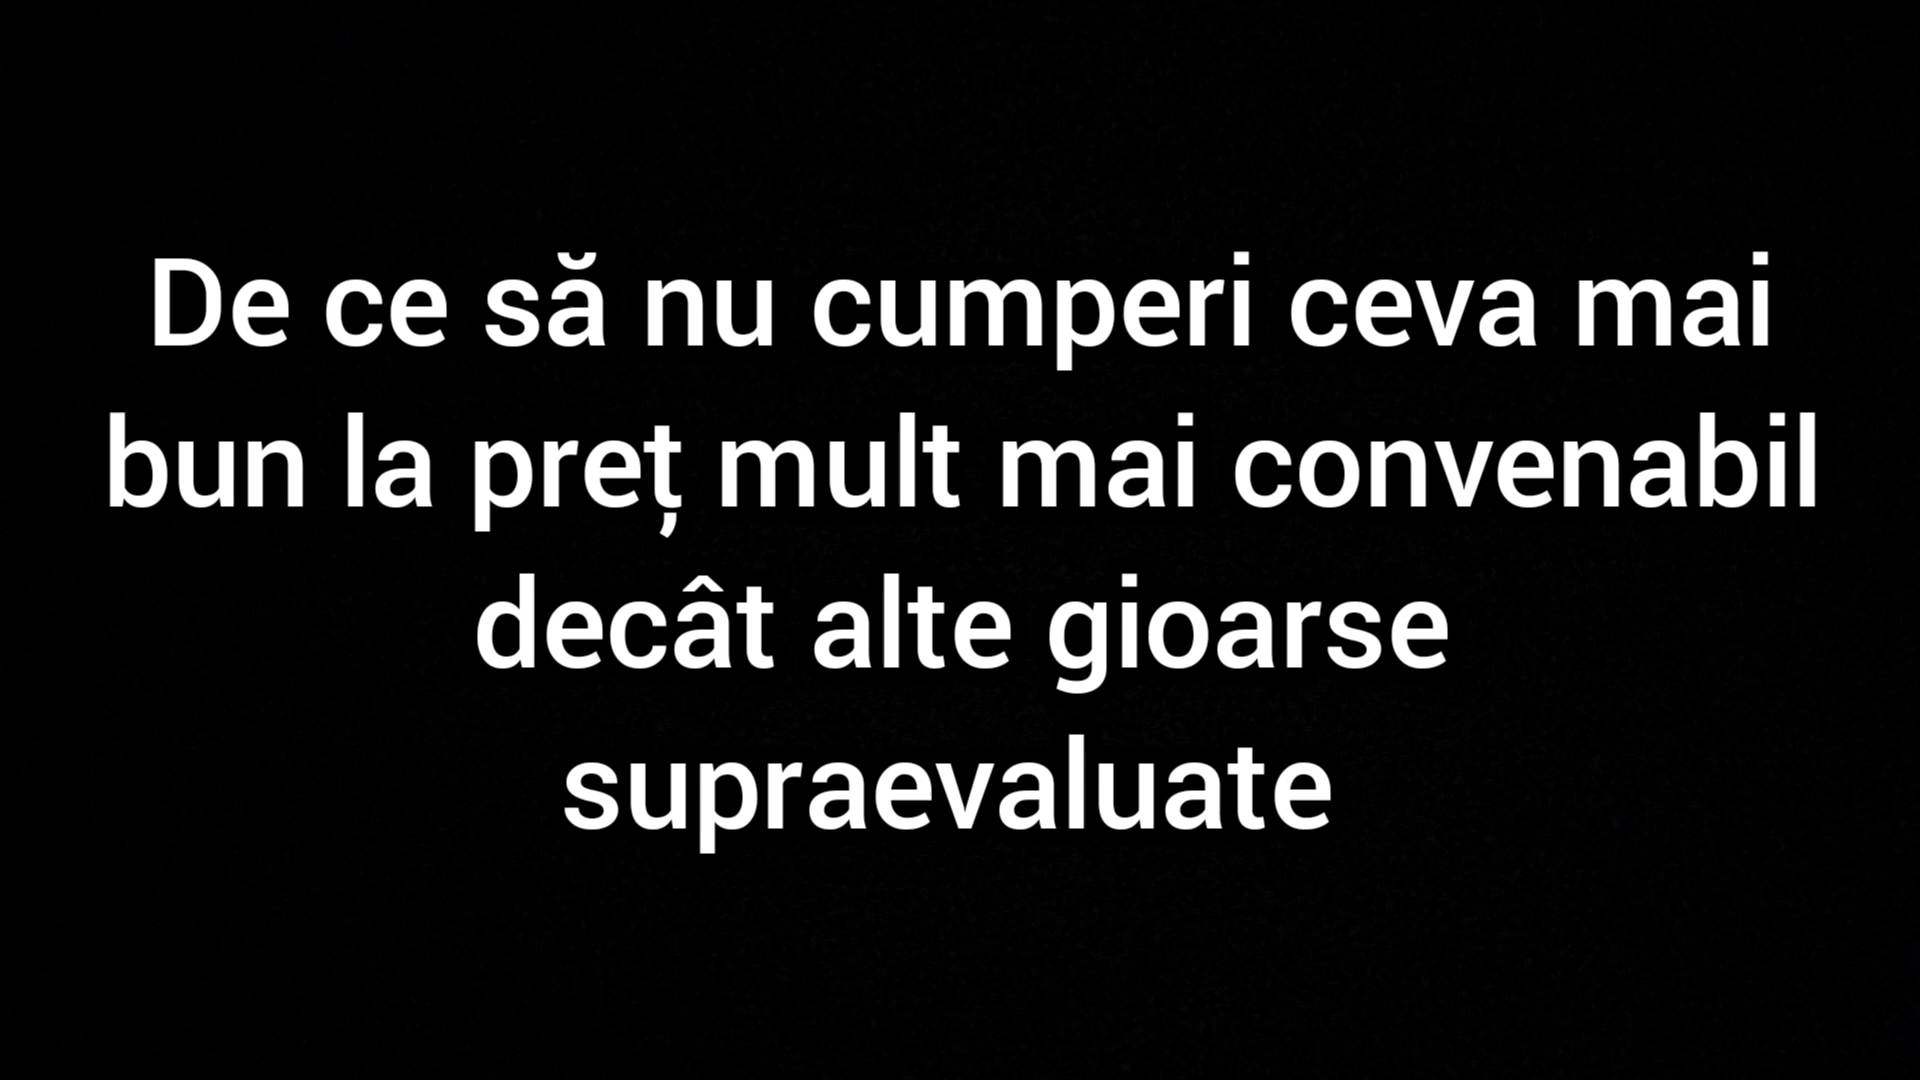 De ce să nu cumperi ceva mai
bun la preț mult mai convenabil
decât alte gioarse
supraevaluate